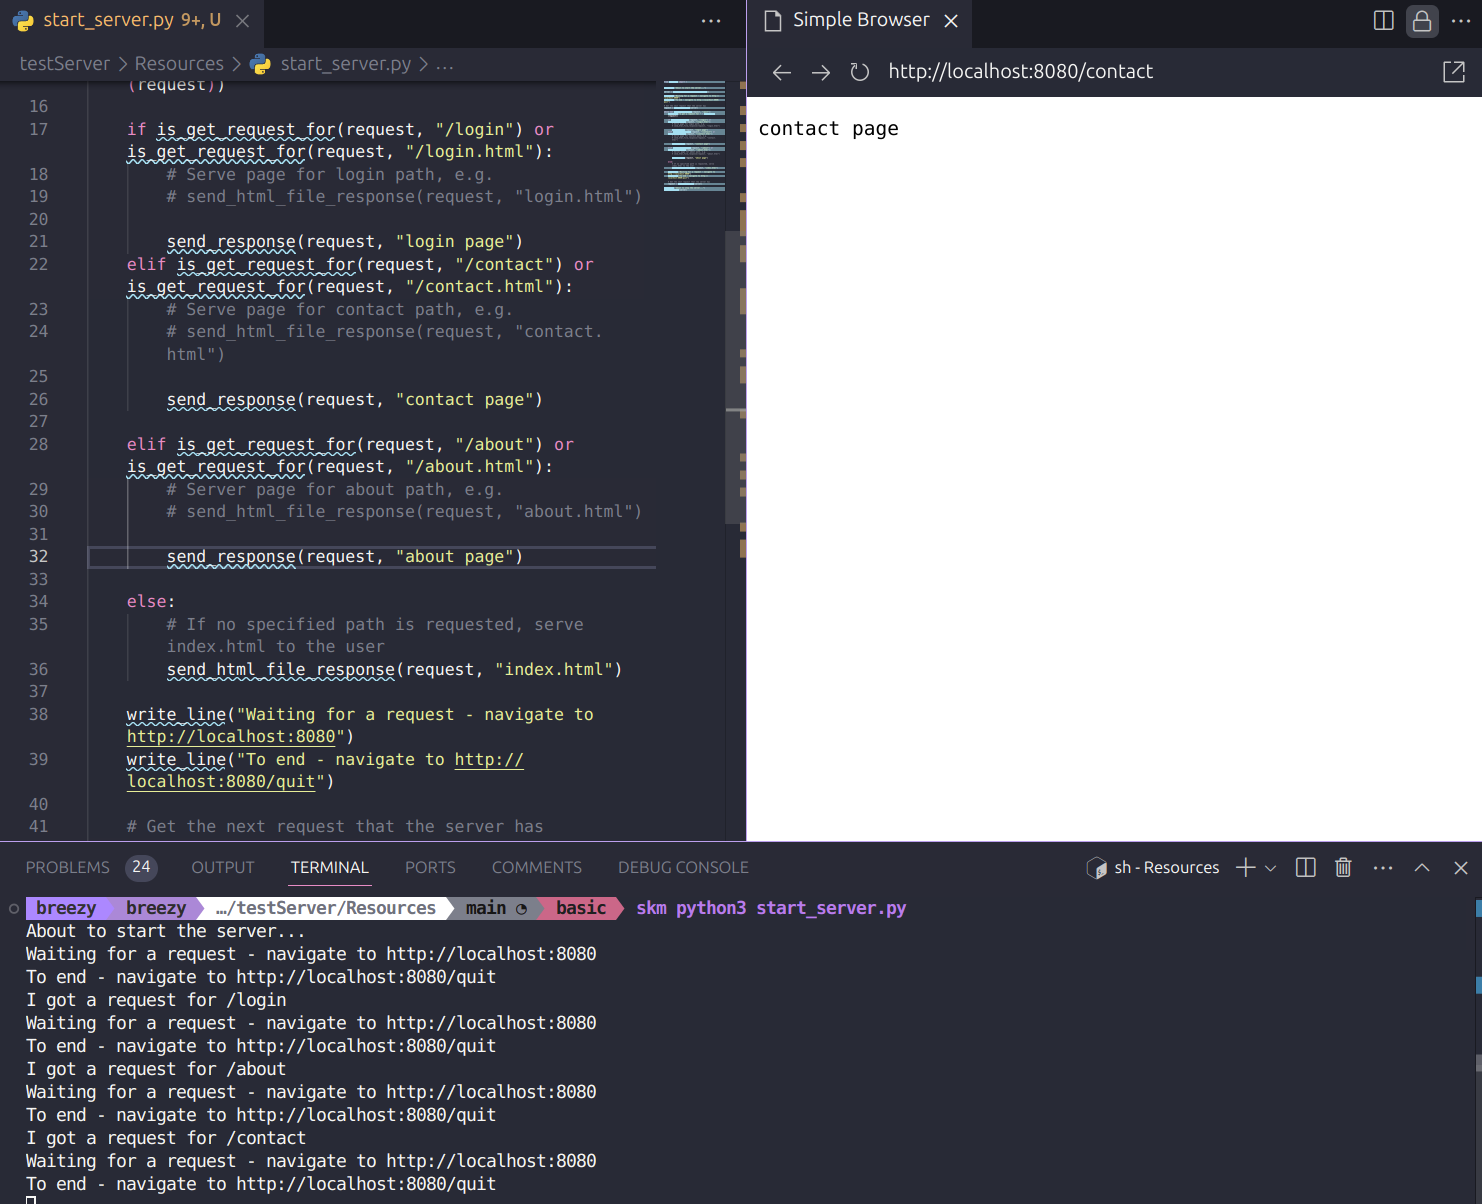 start_server.py 9+, U
testServer > Resources > start_server.py > ...
(request))
16
17 if is_get_request_for(request, "/login") or
is_get_request_for(request, "/login.html"):
18 # Serve page for login path, e.g.
19 # send_html_file_response(request, "login.html")
20
21 send_response(request, "login page")
22 elif is_get_request_for(request, "/contact") or
is_get_request_for(request, "/contact.html"):
23 # Serve page for contact path, e.g.
24 # send_html_file_response(request, "contact.
html")
25
26 send_response(request, "contact page")
27
28 elif is_get_request_for(request, "/about") or
is_get_request_for(request, "/about.html"):
29 # Server page for about path, e.g.
30 # send_html_file_response(request, "about.html")
31
32 send_response(request, "about page")
33
34 else:
35 # If no specified path is requested, serve
index.html to the user
36 send_html_file_response(request, "index.html")
37
38 write_line("Waiting for a request - navigate to
http://localhost:8080")
39 write_line("To end - navigate to http://
localhost:8080/quit")
40
41 # Get the next request that the server has
Simple Browser
http://localhost:8080/contact
contact page
PROBLEMS 24 OUTPUT TERMINAL PORTS COMMENTS DEBUG CONSOLE
sh - Resources
breezy breezy …/testServer/Resources main basic skm python3 start_server.py
About to start the server...
Waiting for a request - navigate to http://localhost:8080
To end - navigate to http://localhost:8080/quit
I got a request for /login
Waiting for a request - navigate to http://localhost:8080
To end - navigate to http://localhost:8080/quit
I got a request for /about
Waiting for a request - navigate to http://localhost:8080
To end - navigate to http://localhost:8080/quit
I got a request for /contact
Waiting for a request - navigate to http://localhost:8080
To end - navigate to http://localhost:8080/quit